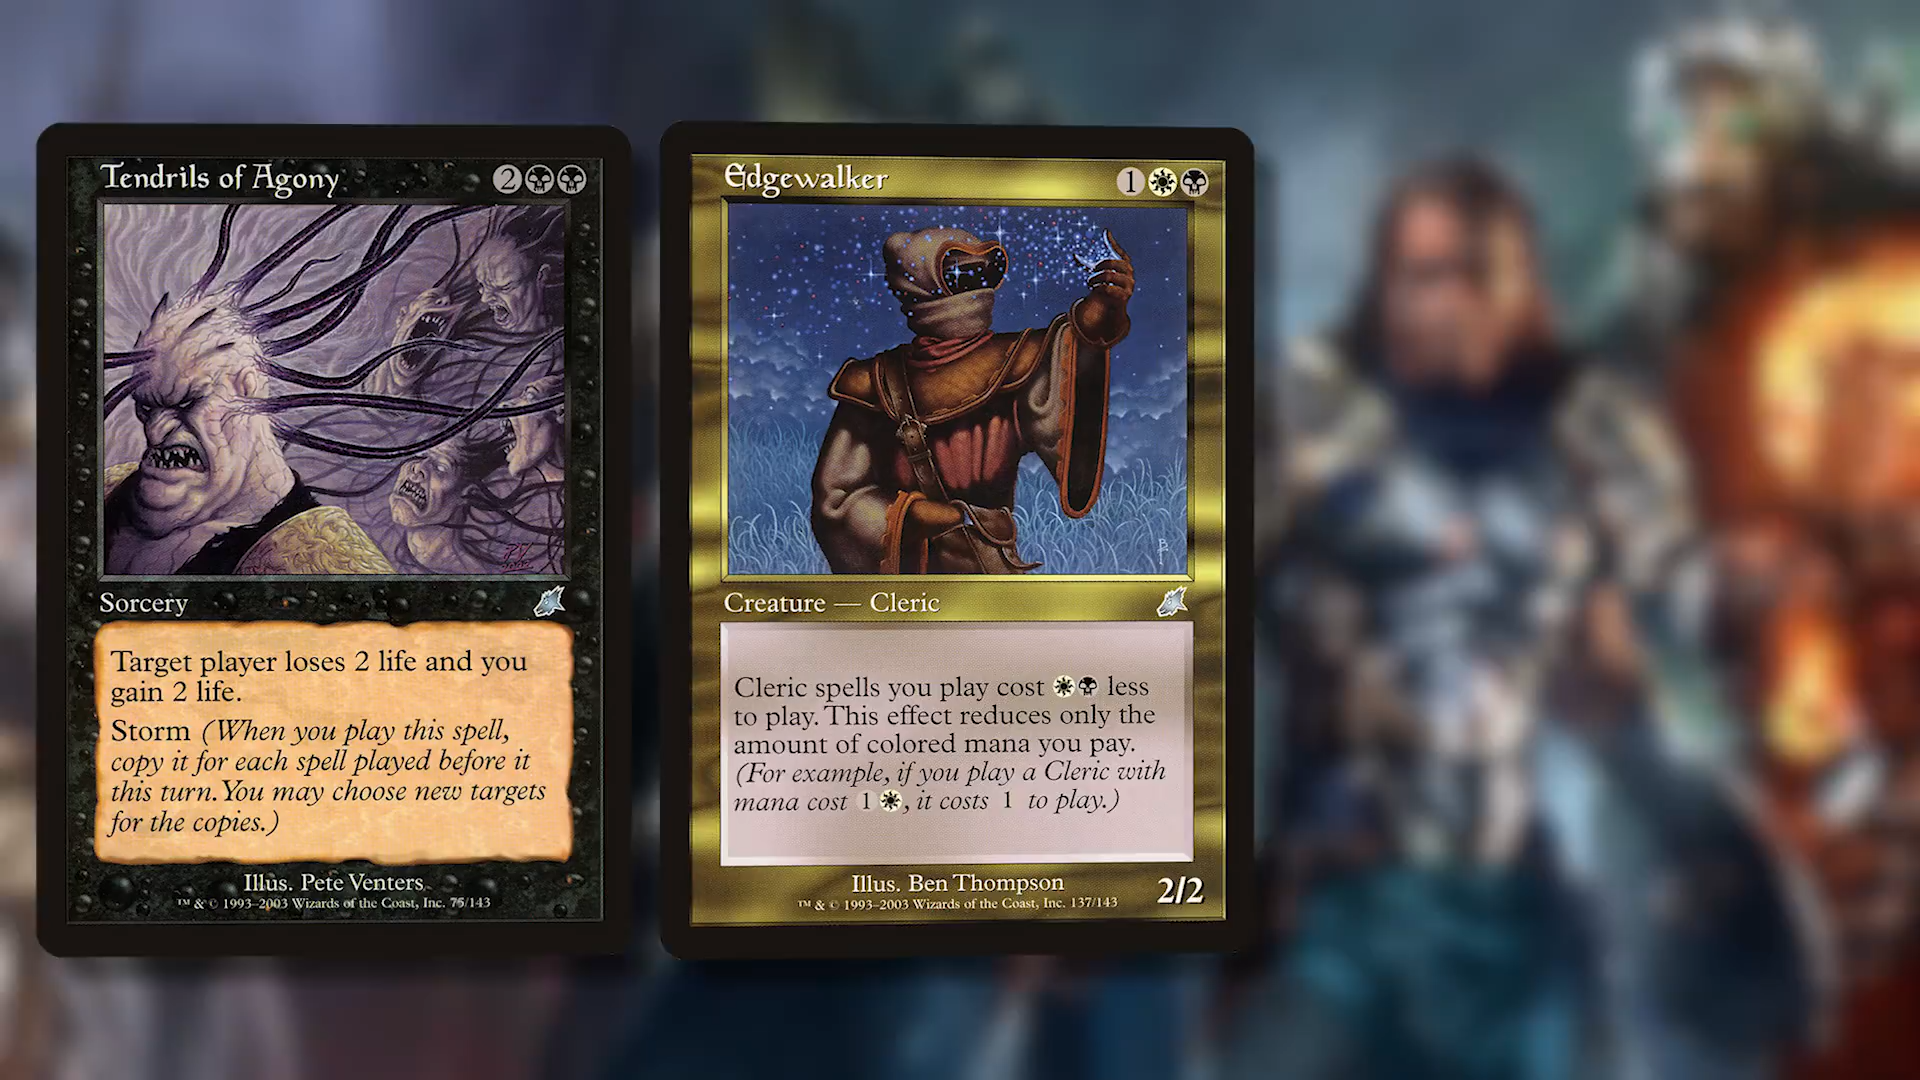 Tendrils of Agony
2
Sorcery
Target player loses 2 life and you
gain 2 life.
Storm (When you play this spell,
copy it for each spell played before it
this turn. You may choose new targets
for the copies.)
Illus. Pete Venters
™ & © 1993–2003 Wizards of the Coast, Inc. 75/143
Edgewalker
1
Creature — Cleric
Cleric spells you play cost less
to play. This effect reduces only the
amount of colored mana you pay.
(For example, if you play a Cleric with
mana cost 1 , it costs 1 to play.)
Illus. Ben Thompson
™ & © 1993–2003 Wizards of the Coast, Inc. 137/143
2/2